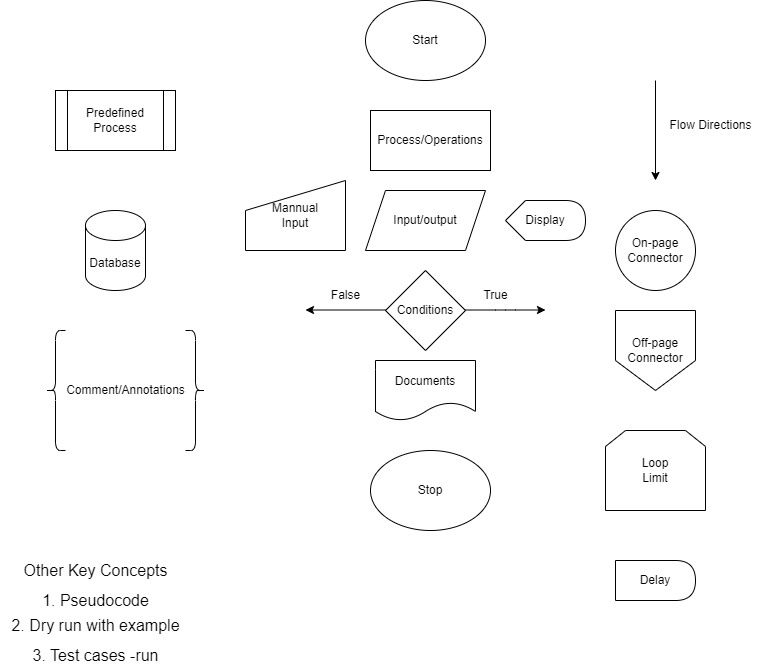 Start
Predefined
Process
Process/Operations
Flow Directions
Mannual
Input
Input/output
Display
Database
On-page
Connector
False
True
Conditions
Off-page
Connector
Documents
Comment/Annotations
Loop
Limit
Stop
Delay
Other Key Concepts
1. Pseudocode
2. Dry run with example
3. Test cases -run